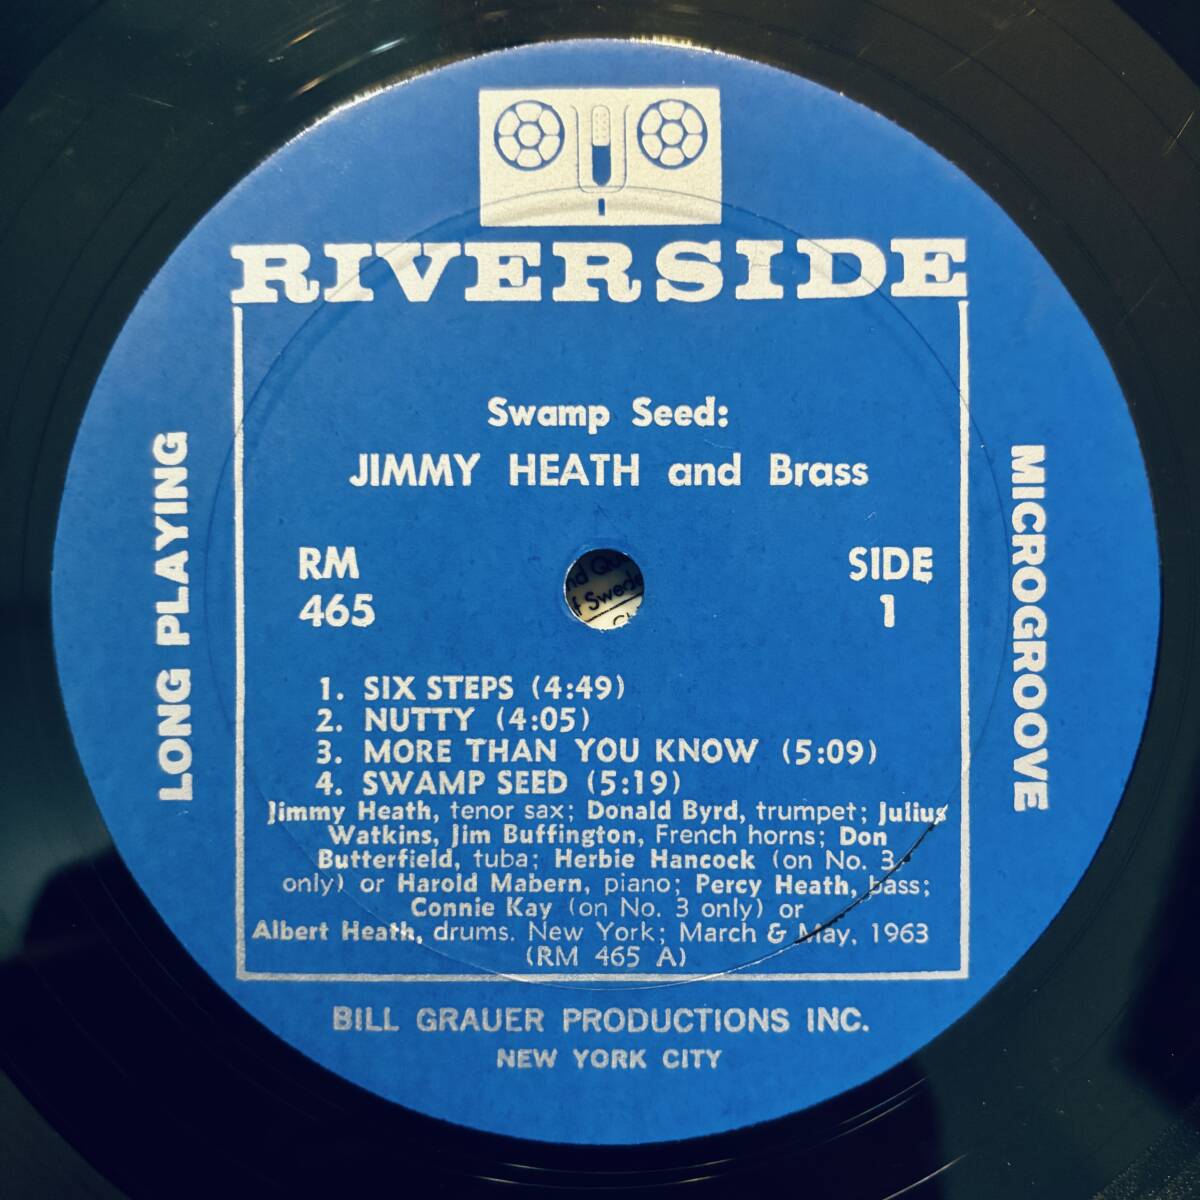 RIVERSIDE
Swamp Seed:
JIMMY HEATH and Brass
RM
465
SIDE
1
LONG PLAYING
MICROGROOVE
1. SIX STEPS (4:49)
2. NUTTY (4:05)
3. MORE THAN YOU KNOW (5:09)
4. SWAMP SEED (5:19)
Jimmy Heath, tenor sax; Donald Byrd, trumpet; Julius
Watkins, Jim Buffington, French horns; Don
Butterfield, tuba; Herbie Hancock (on No. 3
only) or Harold Mabern, piano; Percy Heath, bass;
Connie Kay (on No. 3 only) or
Albert Heath, drums. New York; March & May, 1963
(RM 465 A)
BILL GRAUER PRODUCTIONS INC.
NEW YORK CITY